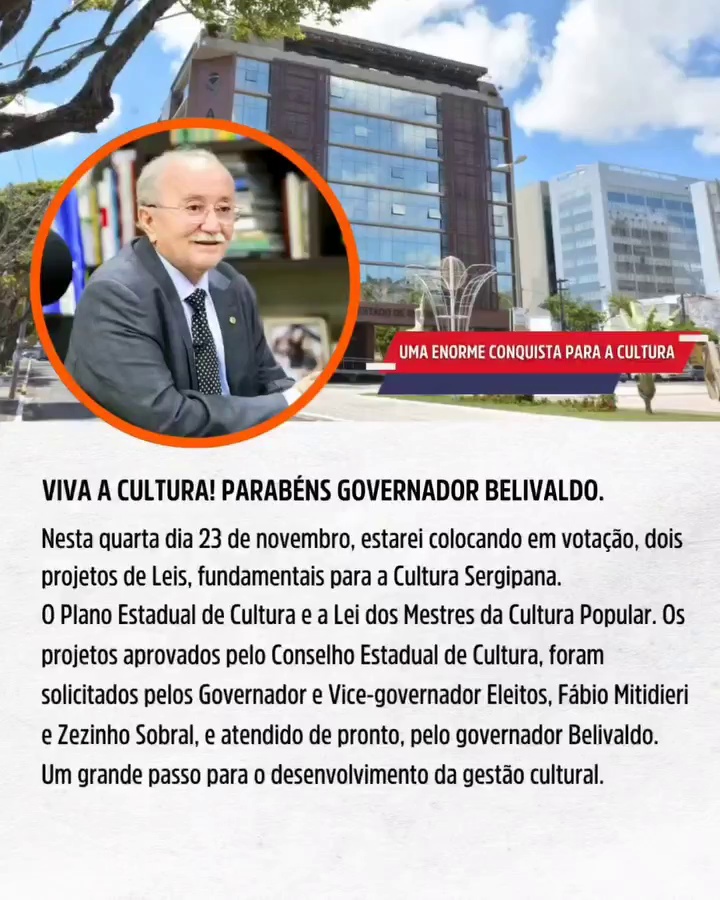 UMA ENORME CONQUISTA PARA A CULTURA
VIVA A CULTURA! PARABÉNS GOVERNADOR BELIVALDO.
Nesta quarta dia 23 de novembro, estarei colocando em votação, dois
projetos de Leis, fundamentais para a Cultura Sergipana.
O Plano Estadual de Cultura e a Lei dos Mestres da Cultura Popular. Os
projetos aprovados pelo Conselho Estadual de Cultura, foram
solicitados pelos Governador e Vice-governador Eleitos, Fábio Mitidieri
e Zezinho Sobral, e atendido de pronto, pelo governador Belivaldo.
Um grande passo para o desenvolvimento da gestão cultural.